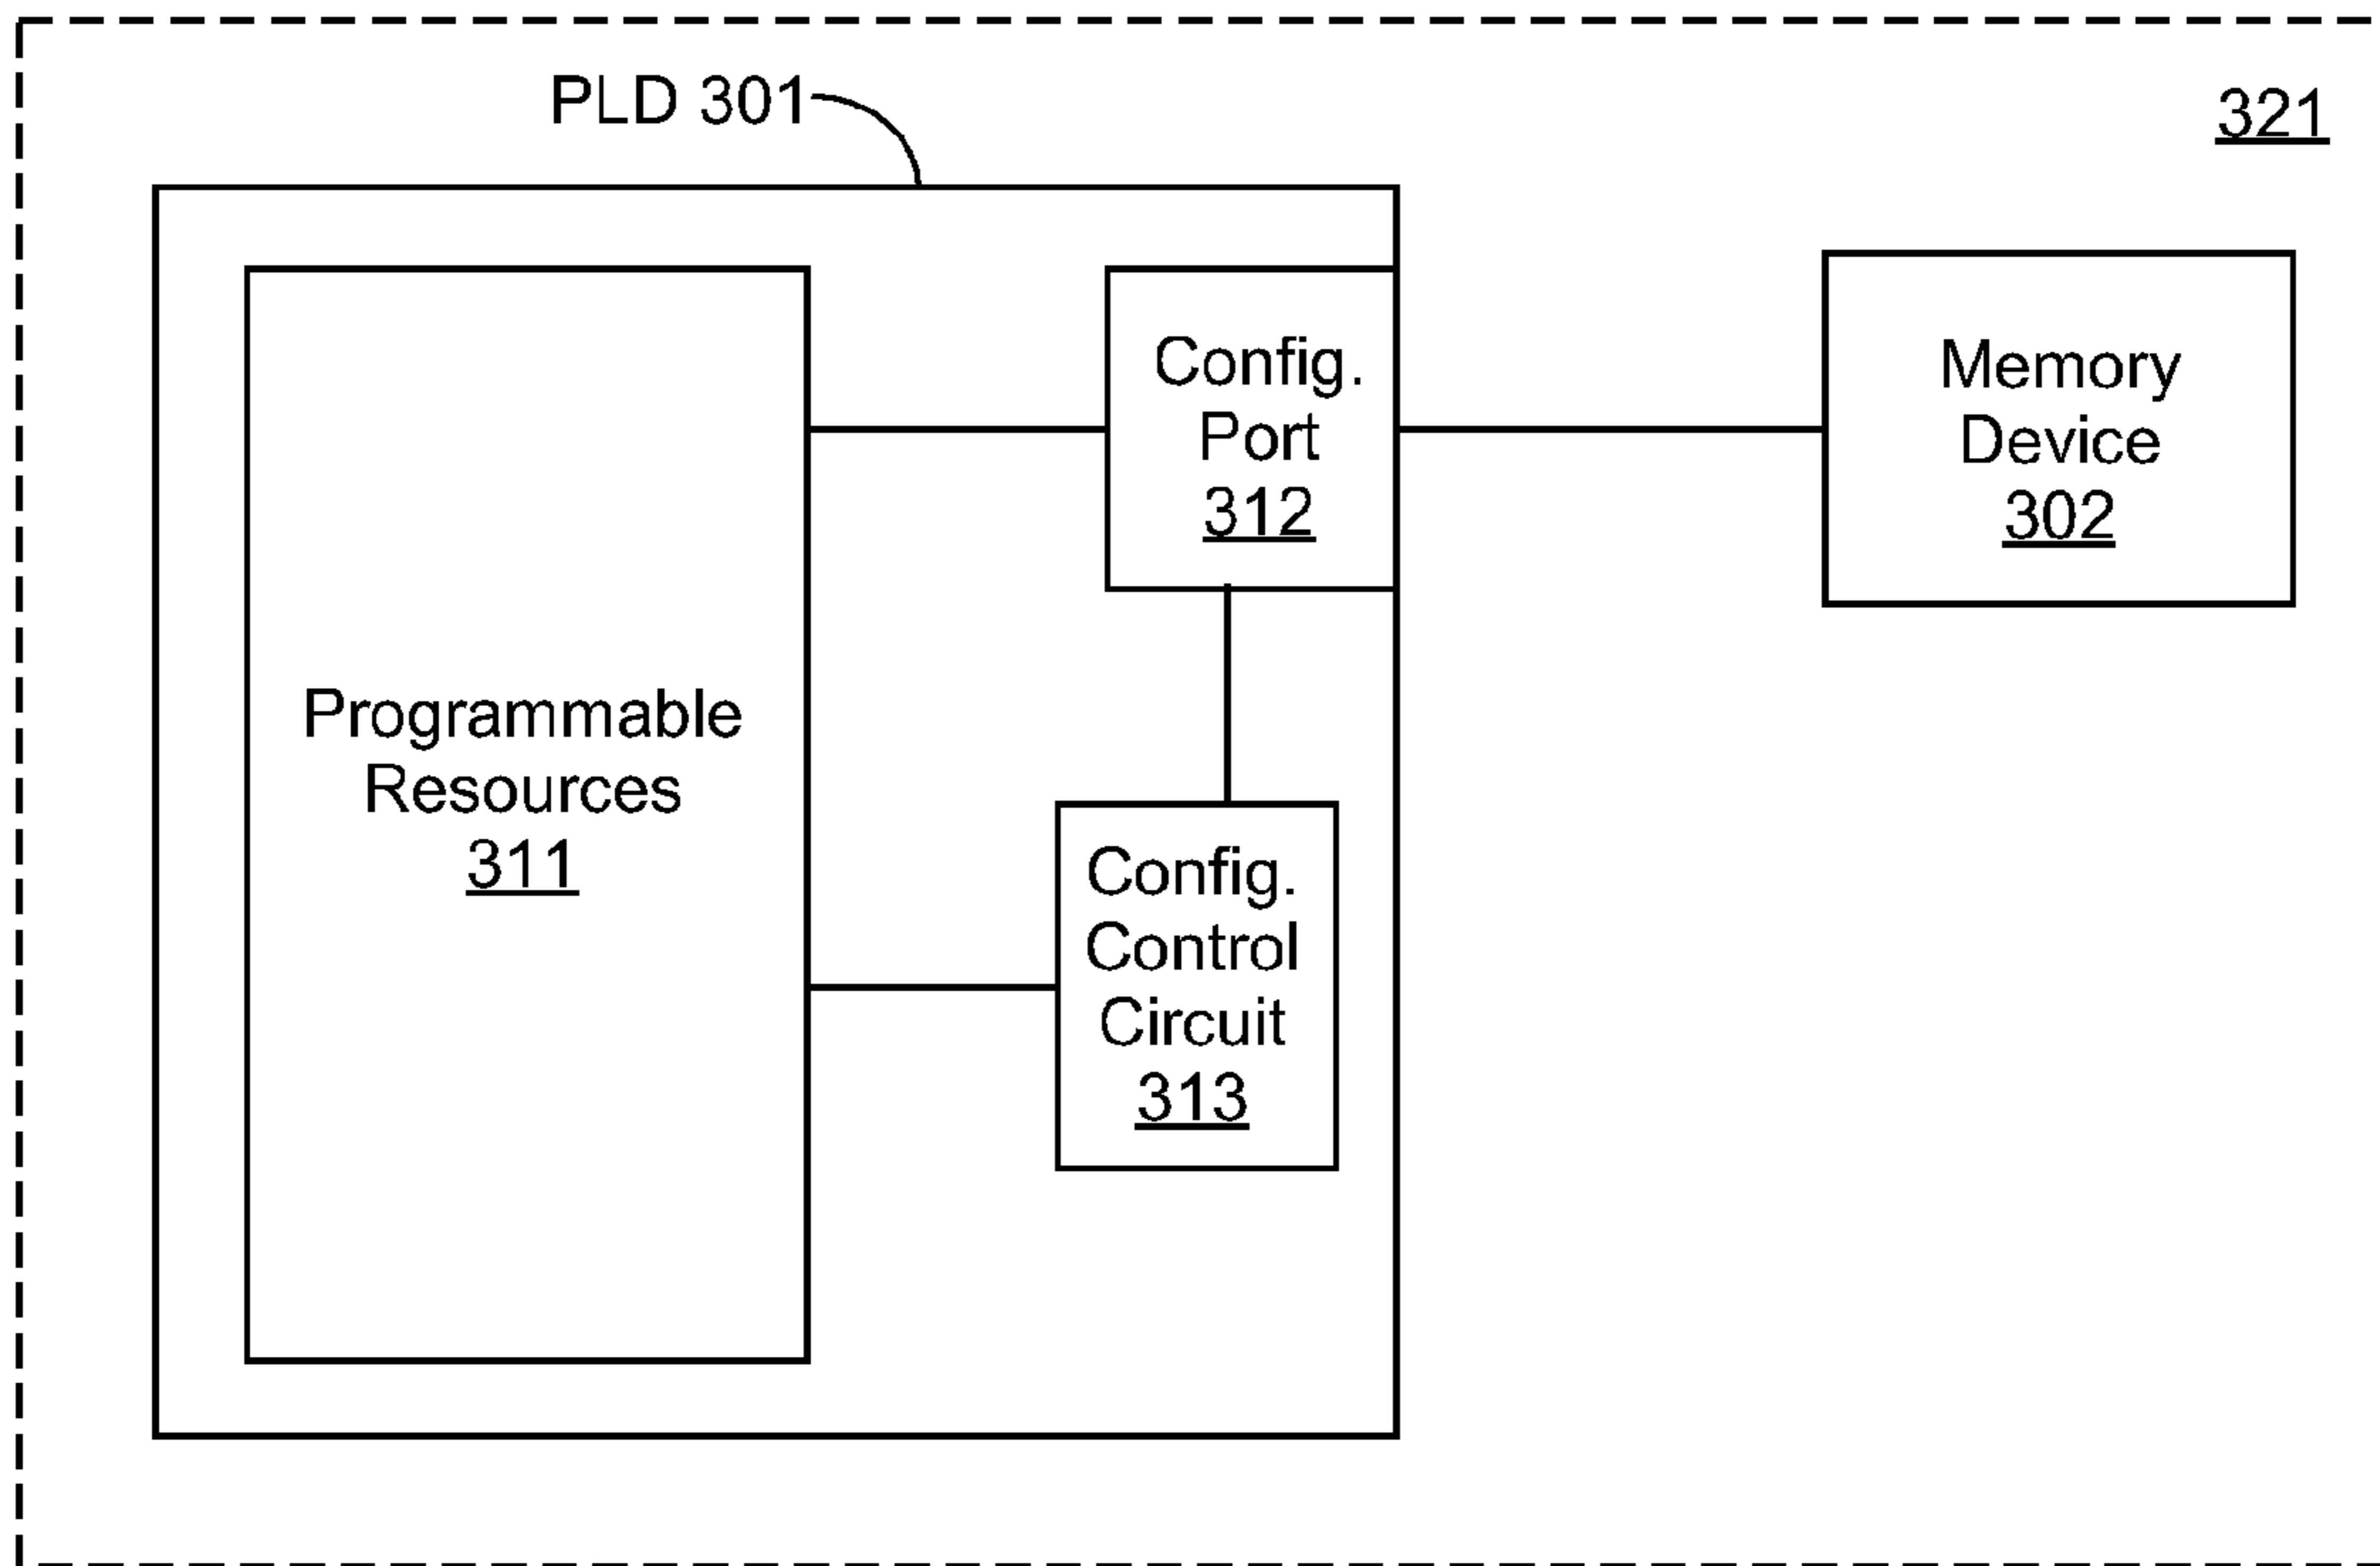 PLD 301
321
Config.
Port
312
Memory
Device
302
Programmable
Resources
311
Config.
Control
Circuit
313